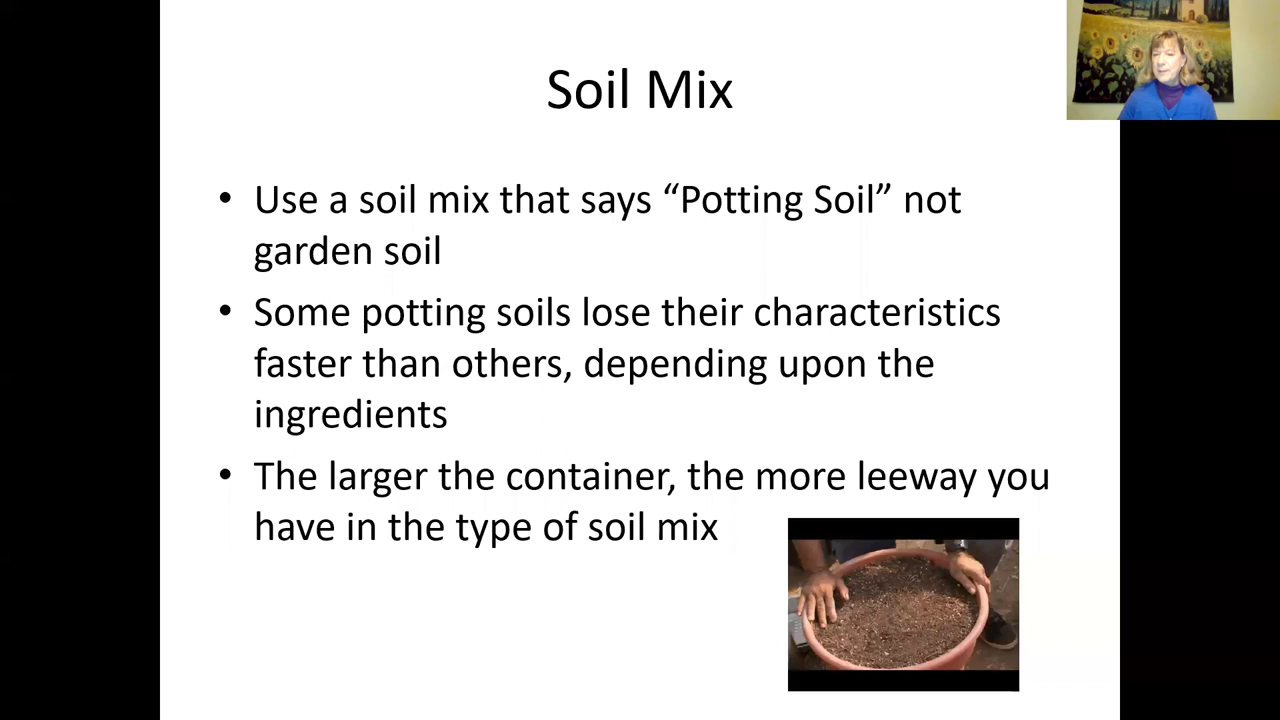 Soil Mix
• Use a soil mix that says “Potting Soil” not
garden soil
• Some potting soils lose their characteristics
faster than others, depending upon the
ingredients
• The larger the container, the more leeway you
have in the type of soil mix